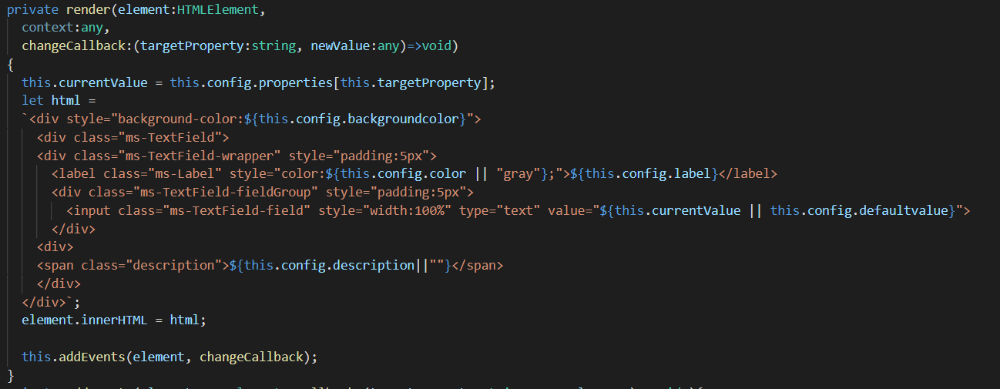 private render(element:HTMLElement,
context:any,
changeCallback:(targetProperty:string, newValue:any)=>void)
{
this.currentValue = this.config.properties[this.targetProperty];
let html =
`<div style="background-color:${this.config.backgroundcolor}">
<div class="ms-TextField">
<div class="ms-TextField-wrapper" style="padding:5px">
<label class="ms-Label" style="color:${this.config.color || "gray"};">${this.config.label}</label>
<div class="ms-TextField-fieldGroup" style="padding:5px">
<input class="ms-TextField-field" style="width:100%" type="text" value="${this.currentValue || this.config.defaultvalue}">
</div>
<div>
<span class="description">${this.config.description||""}</span>
</div>
</div>`;
element.innerHTML = html;
this.addEvents(element, changeCallback);
}